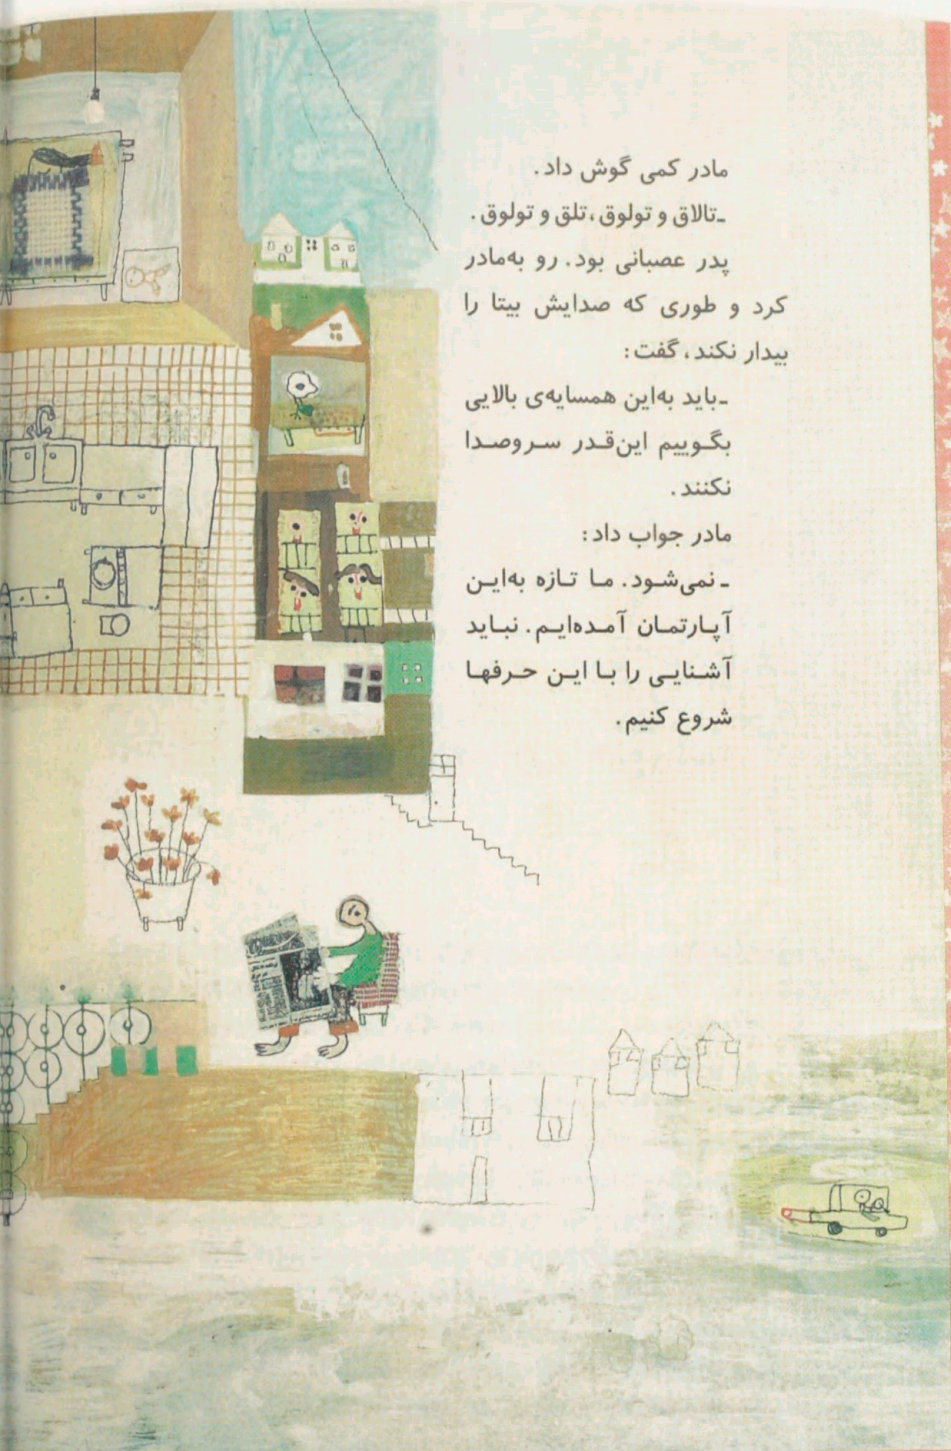 مادر کمی گوش داد.
ـتالاق و تولوق، تلق و تولوق.
پدر عصبانی بود. رو به‌مادر
کرد و طوری که صدایش بیتا را
بیدار نکند، گفت:
ـباید به‌این همسایه‌ی بالایی
بگوییم این‌قدر سروصدا
نکنند.
مادر جواب داد:
ـ نمی‌شود. ما تازه به‌این
آپارتمان آمده‌ایم. نباید
آشنایی را با این حرفها
شروع کنیم.